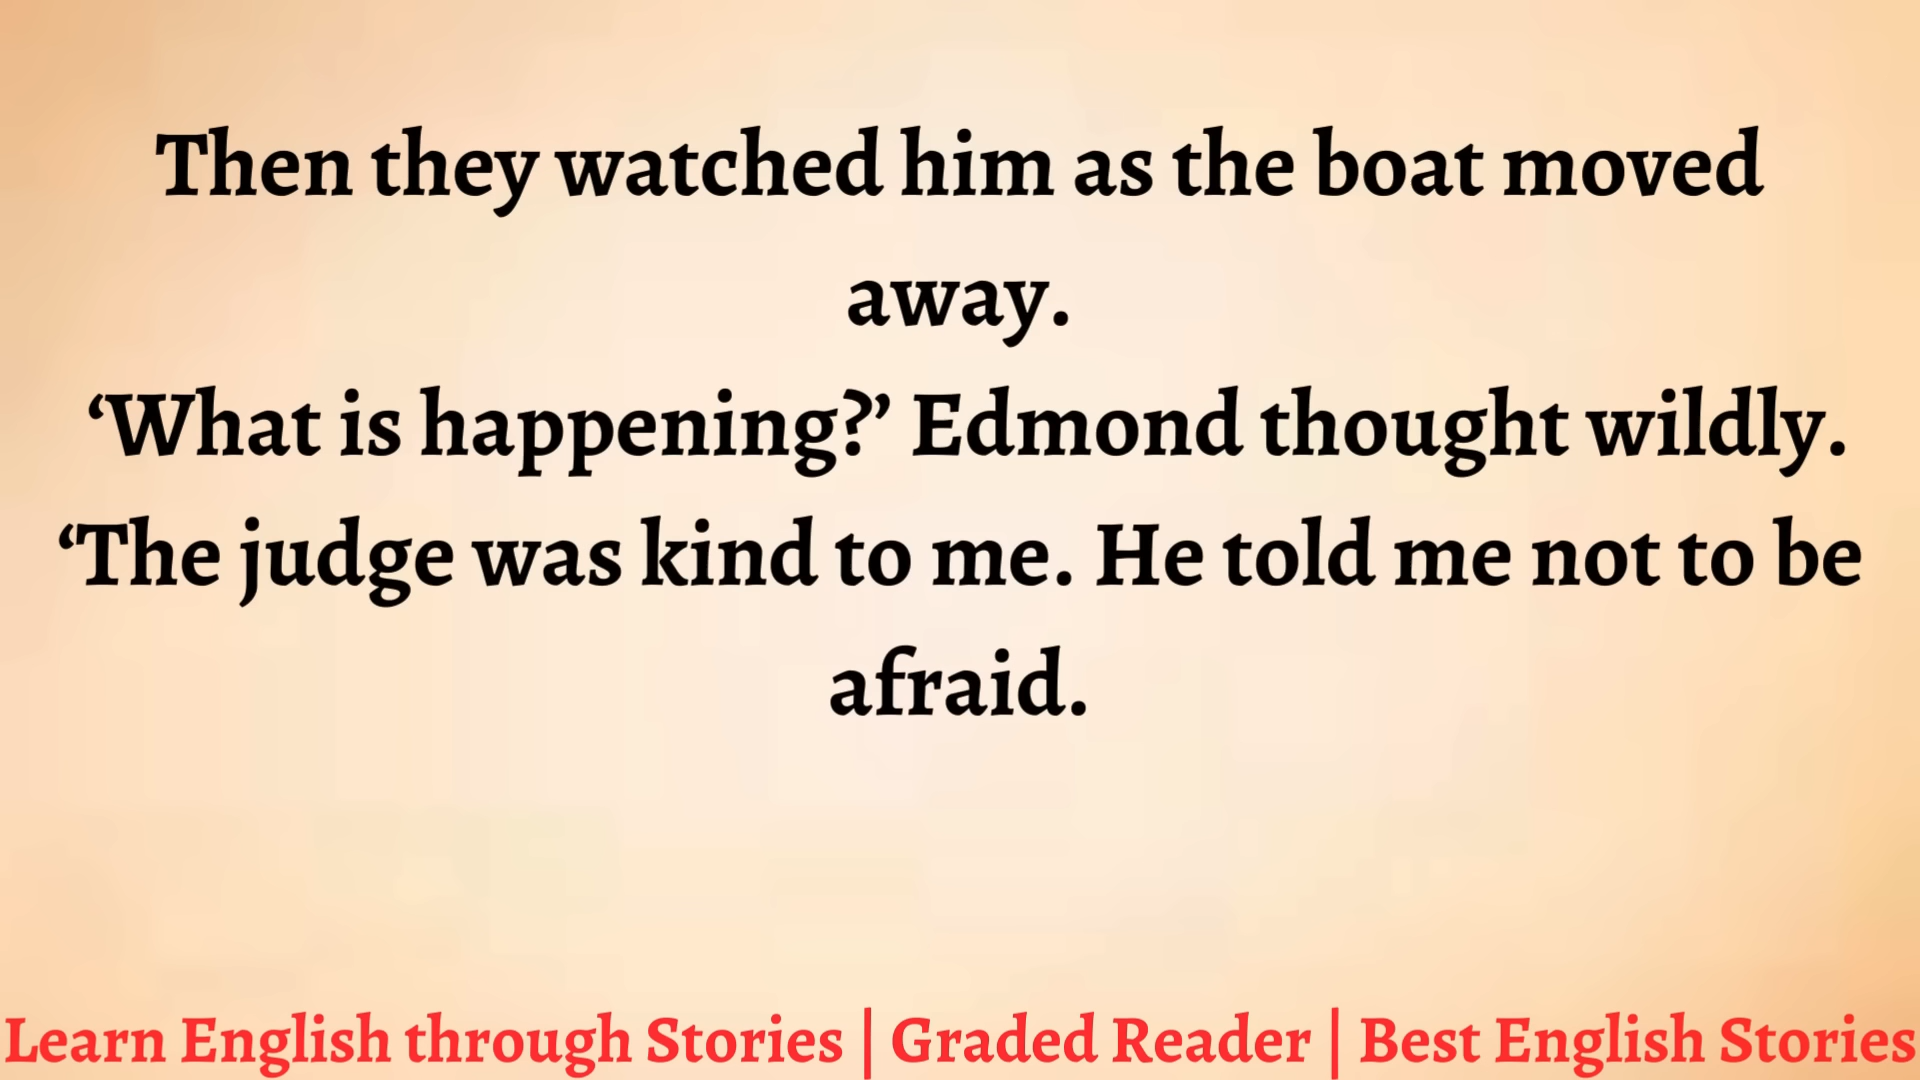 Then they watched him as the boat moved
away.
‘What is happening?’ Edmond thought wildly.
‘The judge was kind to me. He told me not to be
afraid.
Learn English through Stories | Graded Reader | Best English Stories